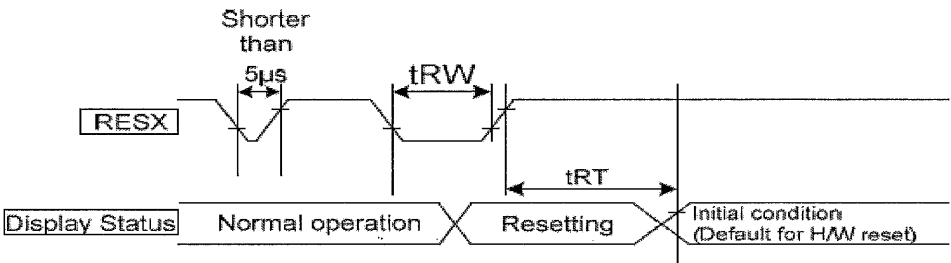 Shorter
than
5µs
tRW
RESX
tRT
Display Status
Normal operation
Resetting
Initial condition
(Default for H/W reset)